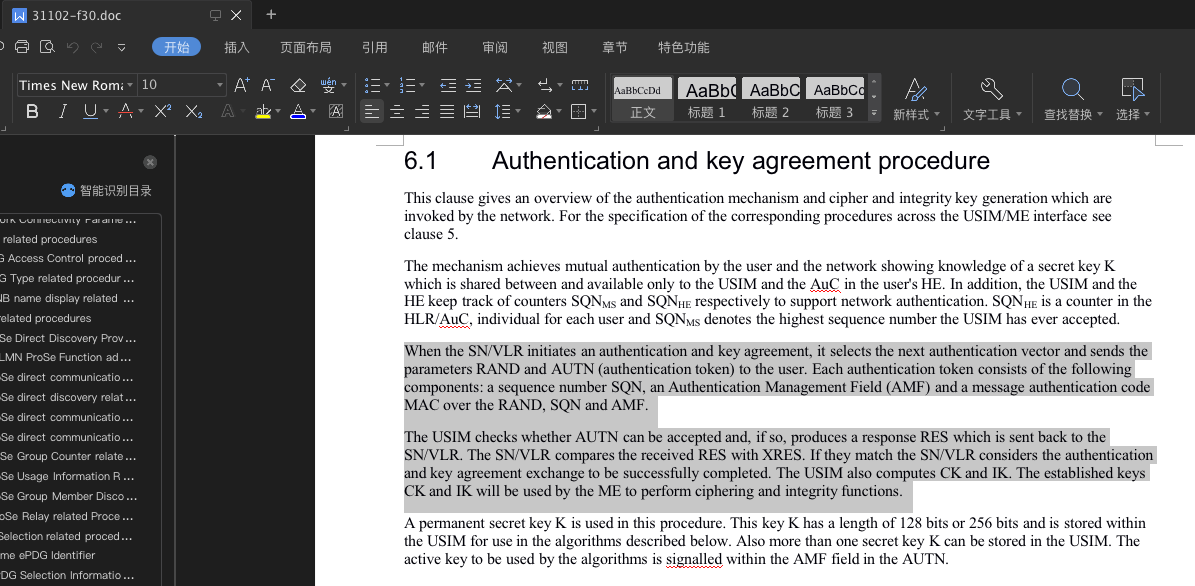 31102-f30.doc
开始 插入 页面布局 引用 邮件 审阅 视图 章节 特色功能
Times New Roma 10
wén
B I U A X² X₂ A ab A A
AaBbCcDd AaBb( AaBbC AaBbCc
正文 标题 1 标题 2 标题 3
新样式 文字工具 查找替换 选择
智能识别目录
ork Connectivity Parame ...
related procedures
G Access Control proced ...
G Type related procedur ...
NB name display related ...
related procedures
Se Direct Discovery Prov ...
LMN ProSe Function ad ...
oSe direct communicatio ...
Se direct discovery relat ...
oSe direct communicatio ...
oSe direct communicatio ...
Se Group Counter relate ...
oSe Usage Information R ...
oSe Group Member Disco ...
oSe Relay related Proce ...
election related proced ...
me ePDG Identifier
PDG Selection Informatio ...
6.1 Authentication and key agreement procedure
This clause gives an overview of the authentication mechanism and cipher and integrity key generation which are
invoked by the network. For the specification of the corresponding procedures across the USIM/ME interface see
clause 5.
The mechanism achieves mutual authentication by the user and the network showing knowledge of a secret key K
which is shared between and available only to the USIM and the AuC in the user's HE. In addition, the USIM and the
HE keep track of counters SQNMS and SQNHE respectively to support network authentication. SQNHE is a counter in the
HLR/AuC, individual for each user and SQNMS denotes the highest sequence number the USIM has ever accepted.
When the SN/VLR initiates an authentication and key agreement, it selects the next authentication vector and sends the
parameters RAND and AUTN (authentication token) to the user. Each authentication token consists of the following
components: a sequence number SQN, an Authentication Management Field (AMF) and a message authentication code
MAC over the RAND, SQN and AMF.
The USIM checks whether AUTN can be accepted and, if so, produces a response RES which is sent back to the
SN/VLR. The SN/VLR compares the received RES with XRES. If they match the SN/VLR considers the authentication
and key agreement exchange to be successfully completed. The USIM also computes CK and IK. The established keys
CK and IK will be used by the ME to perform ciphering and integrity functions.
A permanent secret key K is used in this procedure. This key K has a length of 128 bits or 256 bits and is stored within
the USIM for use in the algorithms described below. Also more than one secret key K can be stored in the USIM. The
active key to be used by the algorithms is signalled within the AMF field in the AUTN.